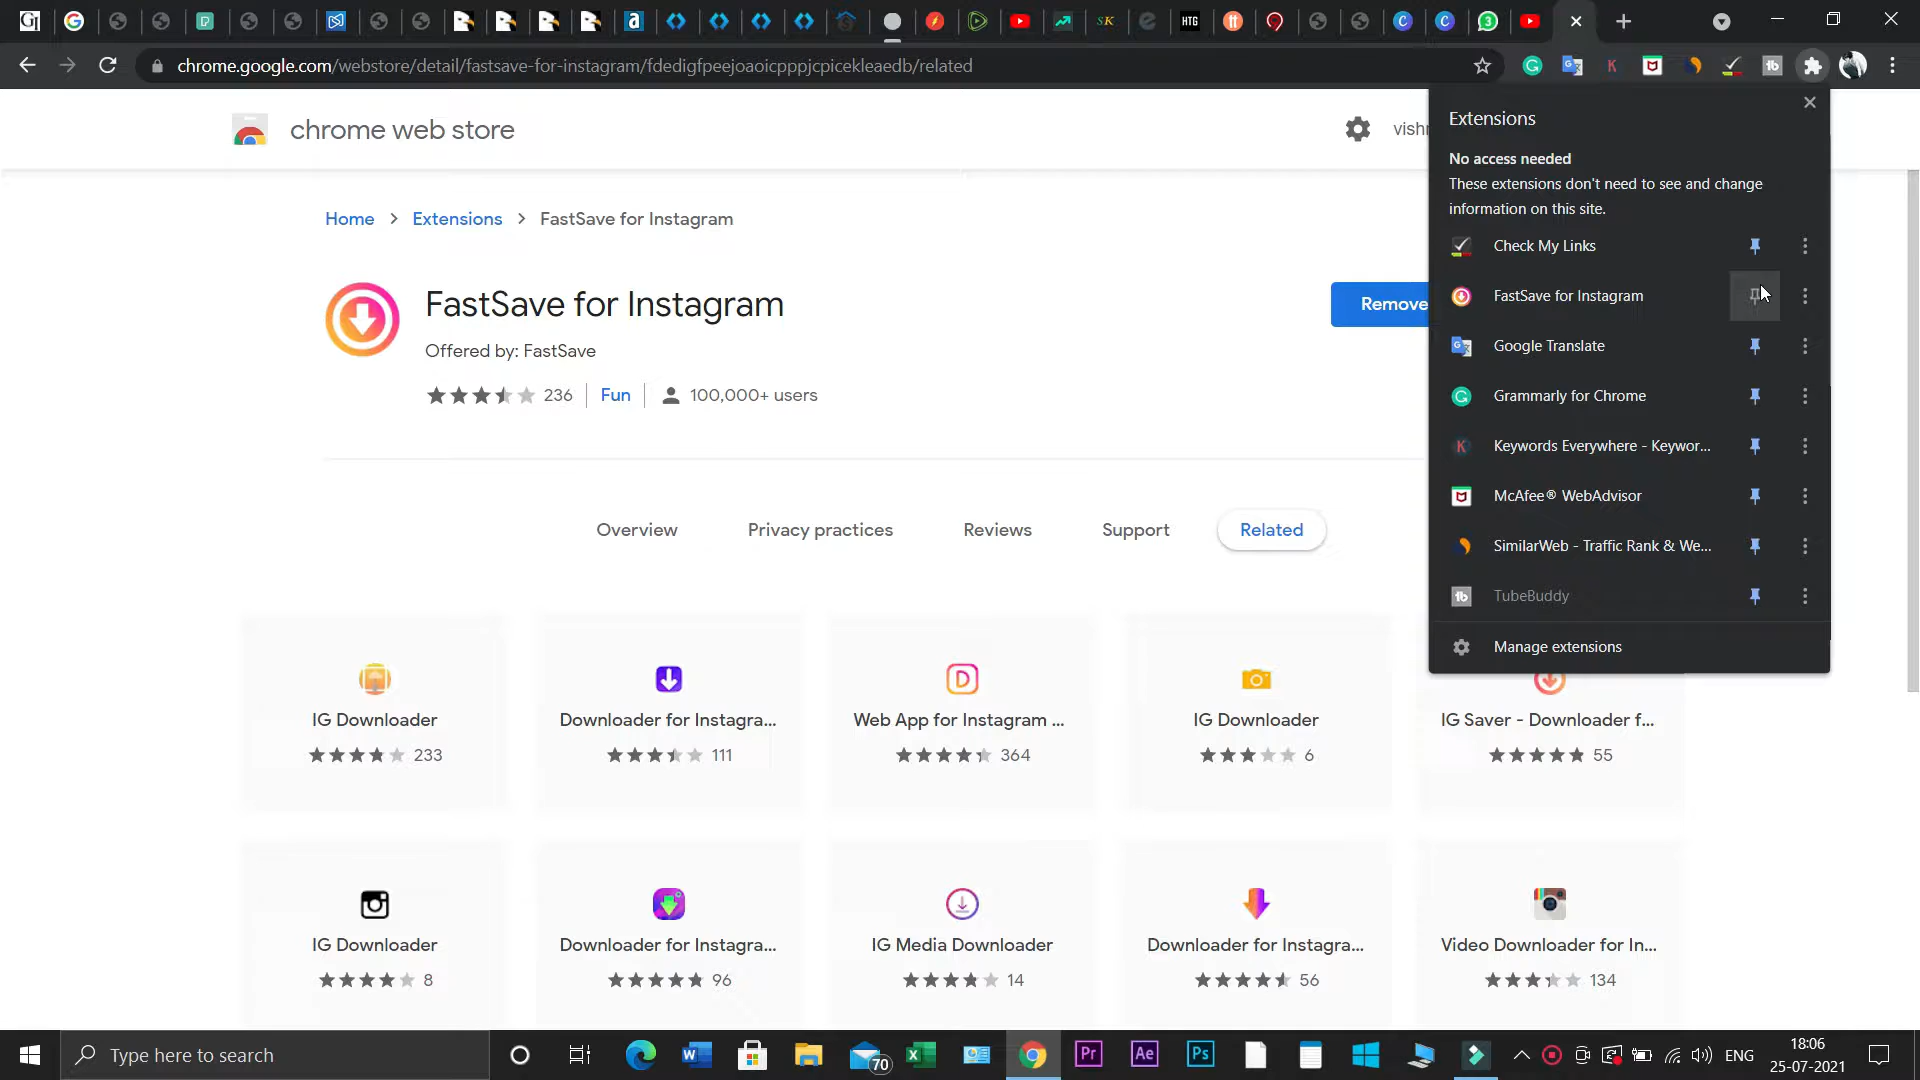 chrome.google.com/webstore/detail/fastsave-for-instagram/fdedigfpeejoaoicpppjcpicekleaedb/related
chrome web store
Home > Extensions > FastSave for Instagram
FastSave for Instagram
Offered by: FastSave
236
Fun
100,000+ users
Remove
Overview
Privacy practices
Reviews
Support
Related
Extensions
No access needed
These extensions don't need to see and change
information on this site.
Check My Links
FastSave for Instagram
Google Translate
Grammarly for Chrome
Keywords Everywhere - Keywor...
McAfee® WebAdvisor
SimilarWeb - Traffic Rank & We...
TubeBuddy
Manage extensions
IG Downloader
233
Downloader for Instagra...
111
Web App for Instagram ...
364
IG Downloader
6
IG Saver - Downloader f...
55
IG Downloader
8
Downloader for Instagra...
96
IG Media Downloader
14
Downloader for Instagra...
56
Video Downloader for In...
134
Type here to search
70
Pr
Ae
Ps
ENG
18:06
25-07-2021